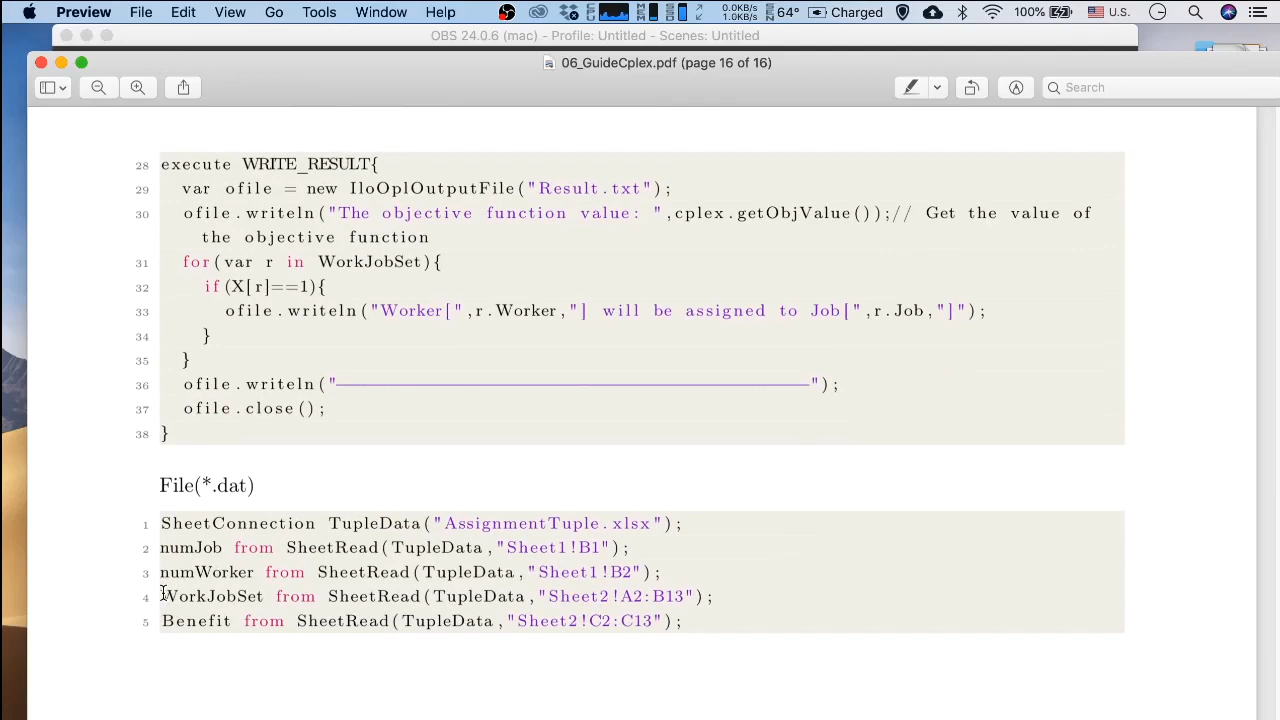 Preview File Edit View Go Tools Window Help 0.0KB/s 1.0KB/s 64° Charged 100% U.S.
OBS 24.0.6 (mac) - Profile: Untitled - Scenes: Untitled
06_GuideCplex.pdf (page 16 of 16)
Search
28 execute WRITE_RESULT{
29 var ofile = new IloOplOutputFile("Result.txt");
30 ofile.writeln("The objective function value: ",cplex.getObjValue());// Get the value of
the objective function
31 for(var r in WorkJobSet){
32 if(X[r]==1){
33 ofile.writeln("Worker[",r.Worker,"] will be assigned to Job[",r.Job,"]");
34 }
35 }
36 ofile.writeln("————————————————————————");
37 ofile.close();
38 }
File(*.dat)
1 SheetConnection TupleData("AssignmentTuple.xlsx");
2 numJob from SheetRead(TupleData,"Sheet1!B1");
3 numWorker from SheetRead(TupleData,"Sheet1!B2");
4 WorkJobSet from SheetRead(TupleData,"Sheet2!A2:B13");
5 Benefit from SheetRead(TupleData,"Sheet2!C2:C13");